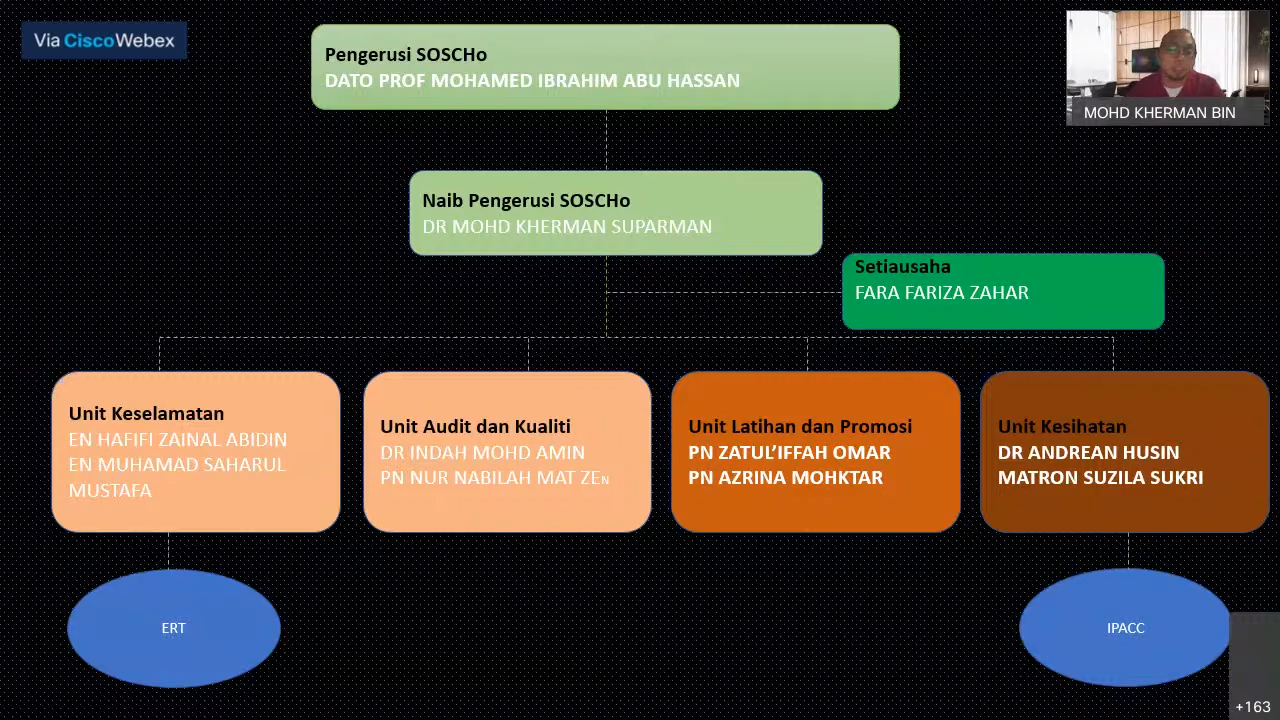 Via CiscoWebex
Pengerusi SOSCHo
DATO PROF MOHAMED IBRAHIM ABU HASSAN
MOHD KHERMAN BIN
Naib Pengerusi SOSCHo
DR MOHD KHERMAN SUPARMAN
Setiausaha
FARA FARIZA ZAHAR
Unit Keselamatan
EN HAFIFI ZAINAL ABIDIN
EN MUHAMAD SAHARUL
MUSTAFA
Unit Audit dan Kualiti
DR INDAH MOHD AMIN
PN NUR NABILAH MAT ZEN
Unit Latihan dan Promosi
PN ZATUL’IFFAH OMAR
PN AZRINA MOHKTAR
Unit Kesihatan
DR ANDREAN HUSIN
MATRON SUZILA SUKRI
ERT
IPACC
+163